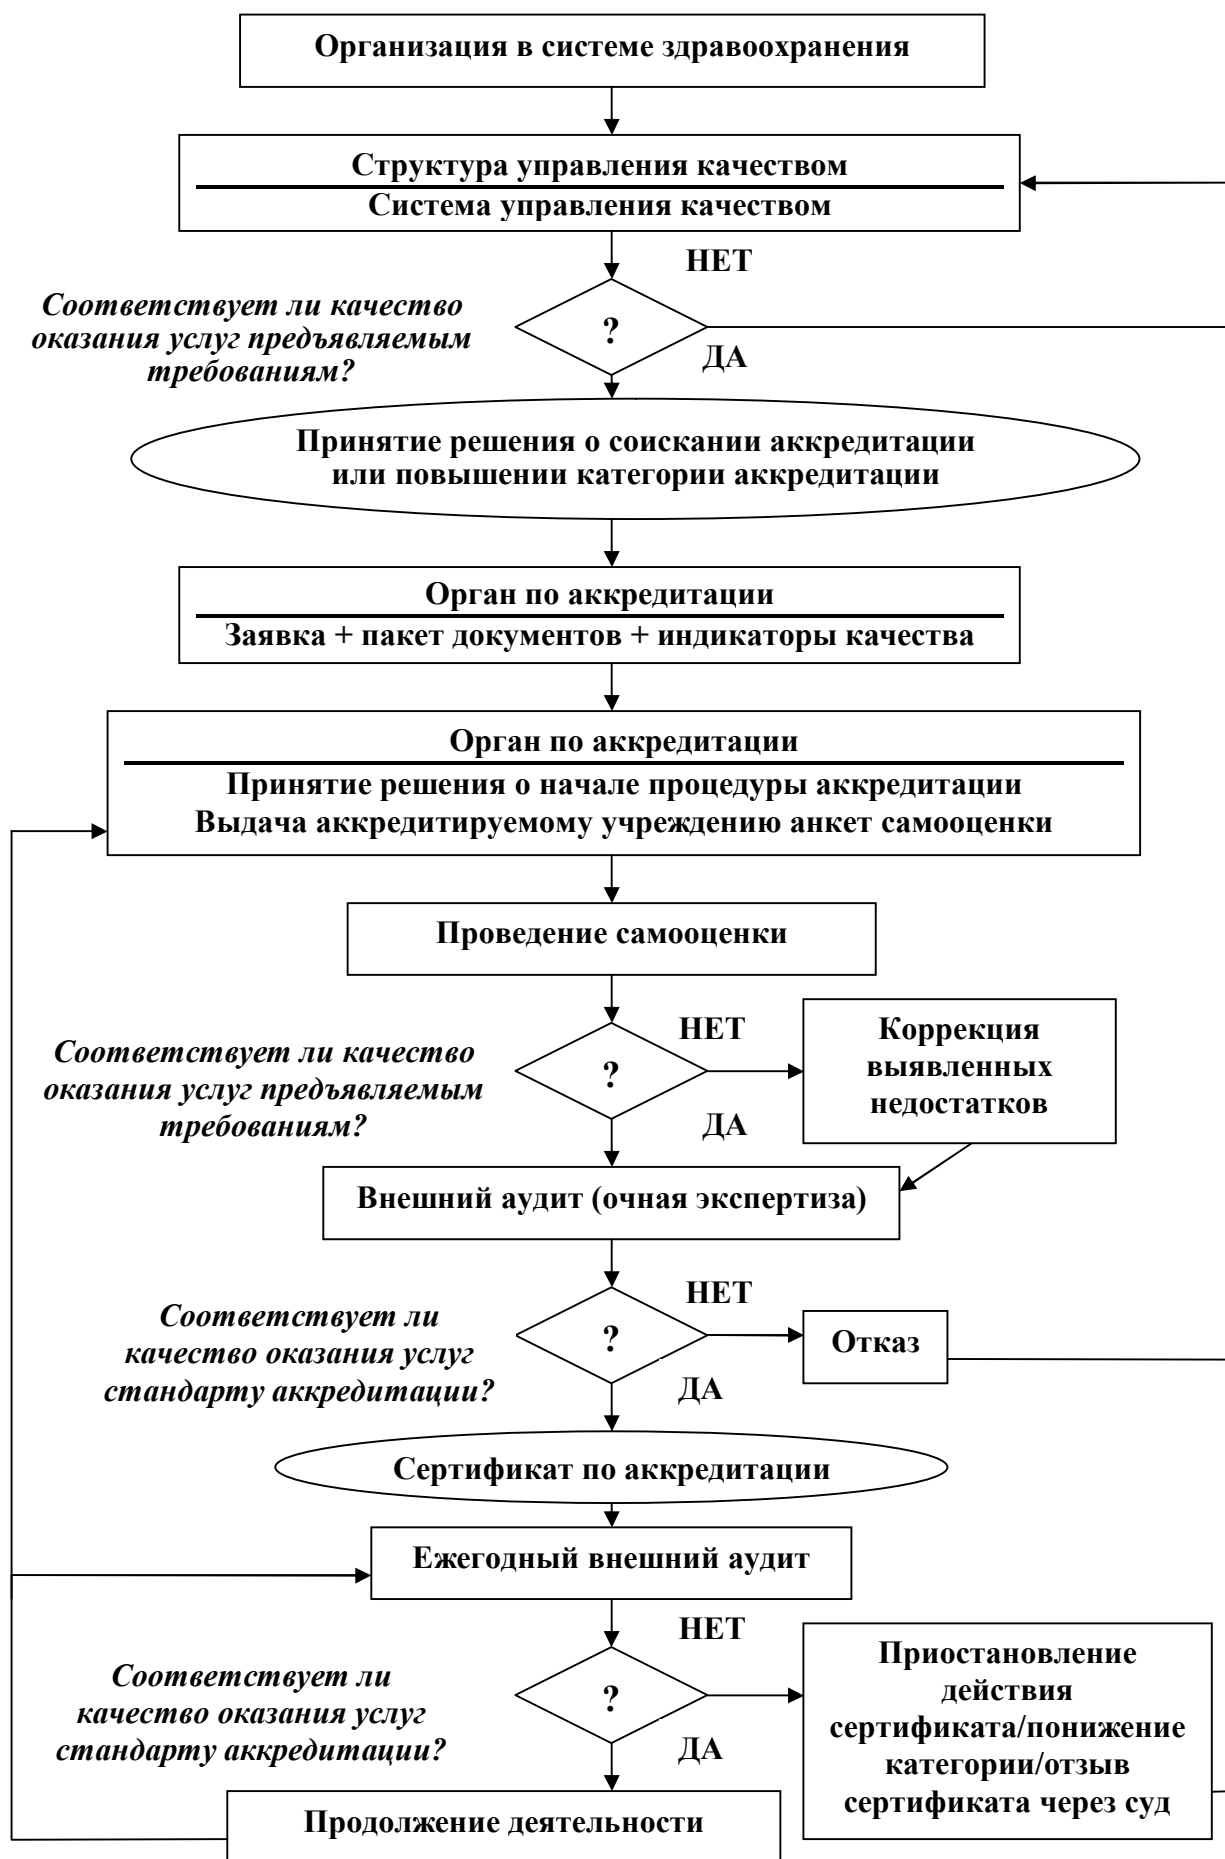 Организация в системе здравоохранения
Структура управления качеством
Система управления качеством
НЕТ
Соответствует ли качество
оказания услуг предъявляемым
требованиям?
?
ДА
Принятие решения о соискании аккредитации
или повышении категории аккредитации
Орган по аккредитации
Заявка + пакет документов + индикаторы качества
Орган по аккредитации
Принятие решения о начале процедуры аккредитации
Выдача аккредитируемому учреждению анкет самооценки
Проведение самооценки
НЕТ
Соответствует ли качество
оказания услуг предъявляемым
требованиям?
?
ДА
Коррекция
выявленных
недостатков
Внешний аудит (очная экспертиза)
НЕТ
Соответствует ли
качество оказания услуг
стандарту аккредитации?
?
ДА
Отказ
Сертификат по аккредитации
Ежегодный внешний аудит
НЕТ
Соответствует ли
качество оказания услуг
стандарту аккредитации?
?
ДА
Приостановление
действия
сертификата/понижение
категории/отзыв
сертификата через суд
Продолжение деятельности